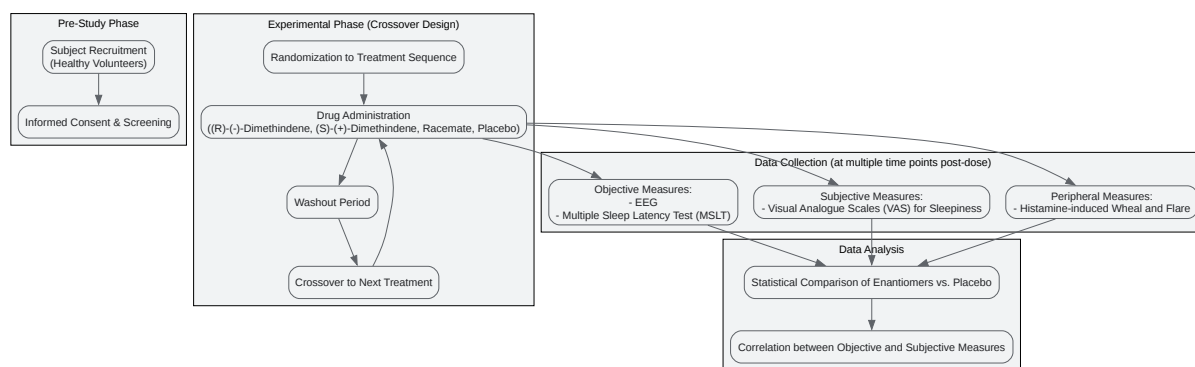 Pre-Study Phase
Subject Recruitment
(Healthy Volunteers)
Informed Consent & Screening
Experimental Phase (Crossover Design)
Randomization to Treatment Sequence
Drug Administration
((R)-(-)-Dimethindene, (S)-(+)-Dimethindene, Racemate, Placebo)
Washout Period
Crossover to Next Treatment
Data Collection (at multiple time points post-dose)
Objective Measures:
- EEG
- Multiple Sleep Latency Test (MSLT)
Subjective Measures:
- Visual Analogue Scales (VAS) for Sleepiness
Peripheral Measures:
- Histamine-induced Wheal and Flare
Data Analysis
Statistical Comparison of Enantiomers vs. Placebo
Correlation between Objective and Subjective Measures